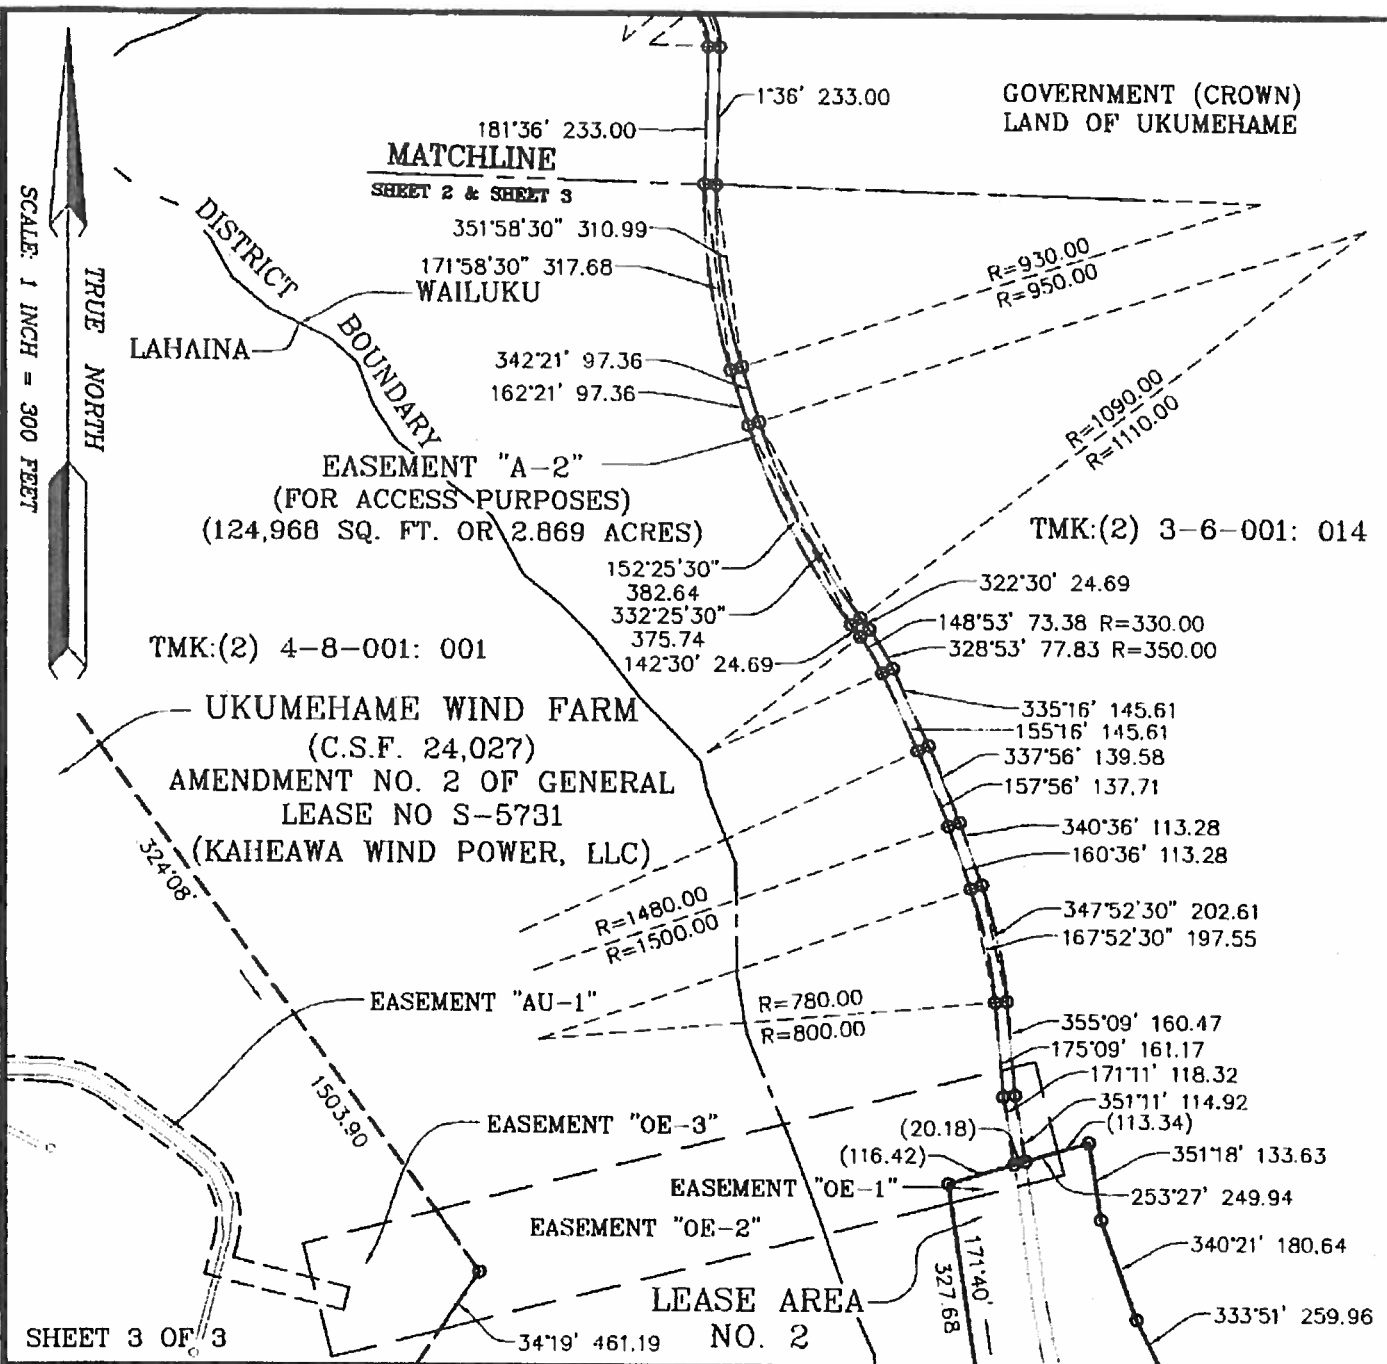 1°36' 233.00
GOVERNMENT (CROWN)
LAND OF UKUMEHAME
181°36' 233.00
MATCHLINE
SHEET 2 & SHEET 3
351°58'30" 310.99
171°58'30" 317.68
DISTRICT
BOUNDARY
WAILUKU
LAHAINA
SCALE: 1 INCH = 300 FEET
TRUE NORTH
R=930.00
R=950.00
342°21' 97.36
162°21' 97.36
R=1090.00
R=1110.00
EASEMENT "A-2"
(FOR ACCESS PURPOSES)
(124,968 SQ. FT. OR 2.869 ACRES)
TMK:(2) 3-6-001: 014
152°25'30"
382.64
332°25'30"
375.74
142°30' 24.69
322°30' 24.69
148°53' 73.38 R=330.00
328°53' 77.83 R=350.00
TMK:(2) 4-8-001: 001
UKUMEHAME WIND FARM
(C.S.F. 24,027)
AMENDMENT NO. 2 OF GENERAL
LEASE NO S-5731
(KAHEAWA WIND POWER, LLC)
335°16' 145.61
155°16' 145.61
337°56' 139.58
157°56' 137.71
340°36' 113.28
160°36' 113.28
324°08'
1503.90
R=1480.00
R=1500.00
347°52'30" 202.61
167°52'30" 197.55
EASEMENT "AU-1"
R=780.00
R=800.00
355°09' 160.47
175°09' 161.17
171°11' 118.32
351°11' 114.92
(113.34)
(20.18)
(116.42)
EASEMENT "OE-3"
EASEMENT "OE-1"
EASEMENT "OE-2"
351°18' 133.63
253°27' 249.94
340°21' 180.64
333°51' 259.96
171°40'
327.68
LEASE AREA
NO. 2
34°19' 461.19
SHEET 3 OF 3